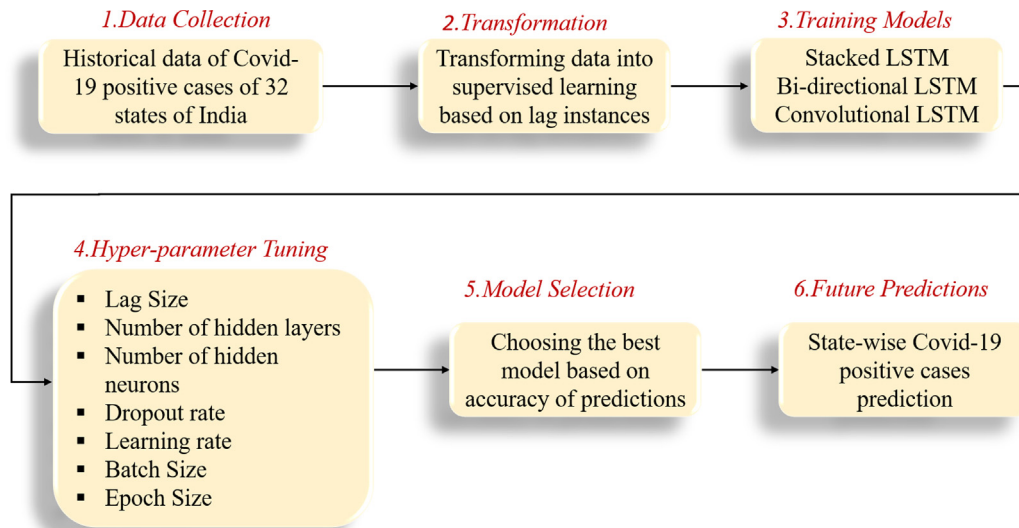 1.Data Collection
Historical data of Covid-
19 positive cases of 32
states of India
2.Transformation
Transforming data into
supervised learning
based on lag instances
3.Training Models
Stacked LSTM
Bi-directional LSTM
Convolutional LSTM
4.Hyper-parameter Tuning
▪ Lag Size
▪ Number of hidden layers
▪ Number of hidden
neurons
▪ Dropout rate
▪ Learning rate
▪ Batch Size
▪ Epoch Size
5.Model Selection
Choosing the best
model based on
accuracy of predictions
6.Future Predictions
State-wise Covid-19
positive cases
prediction